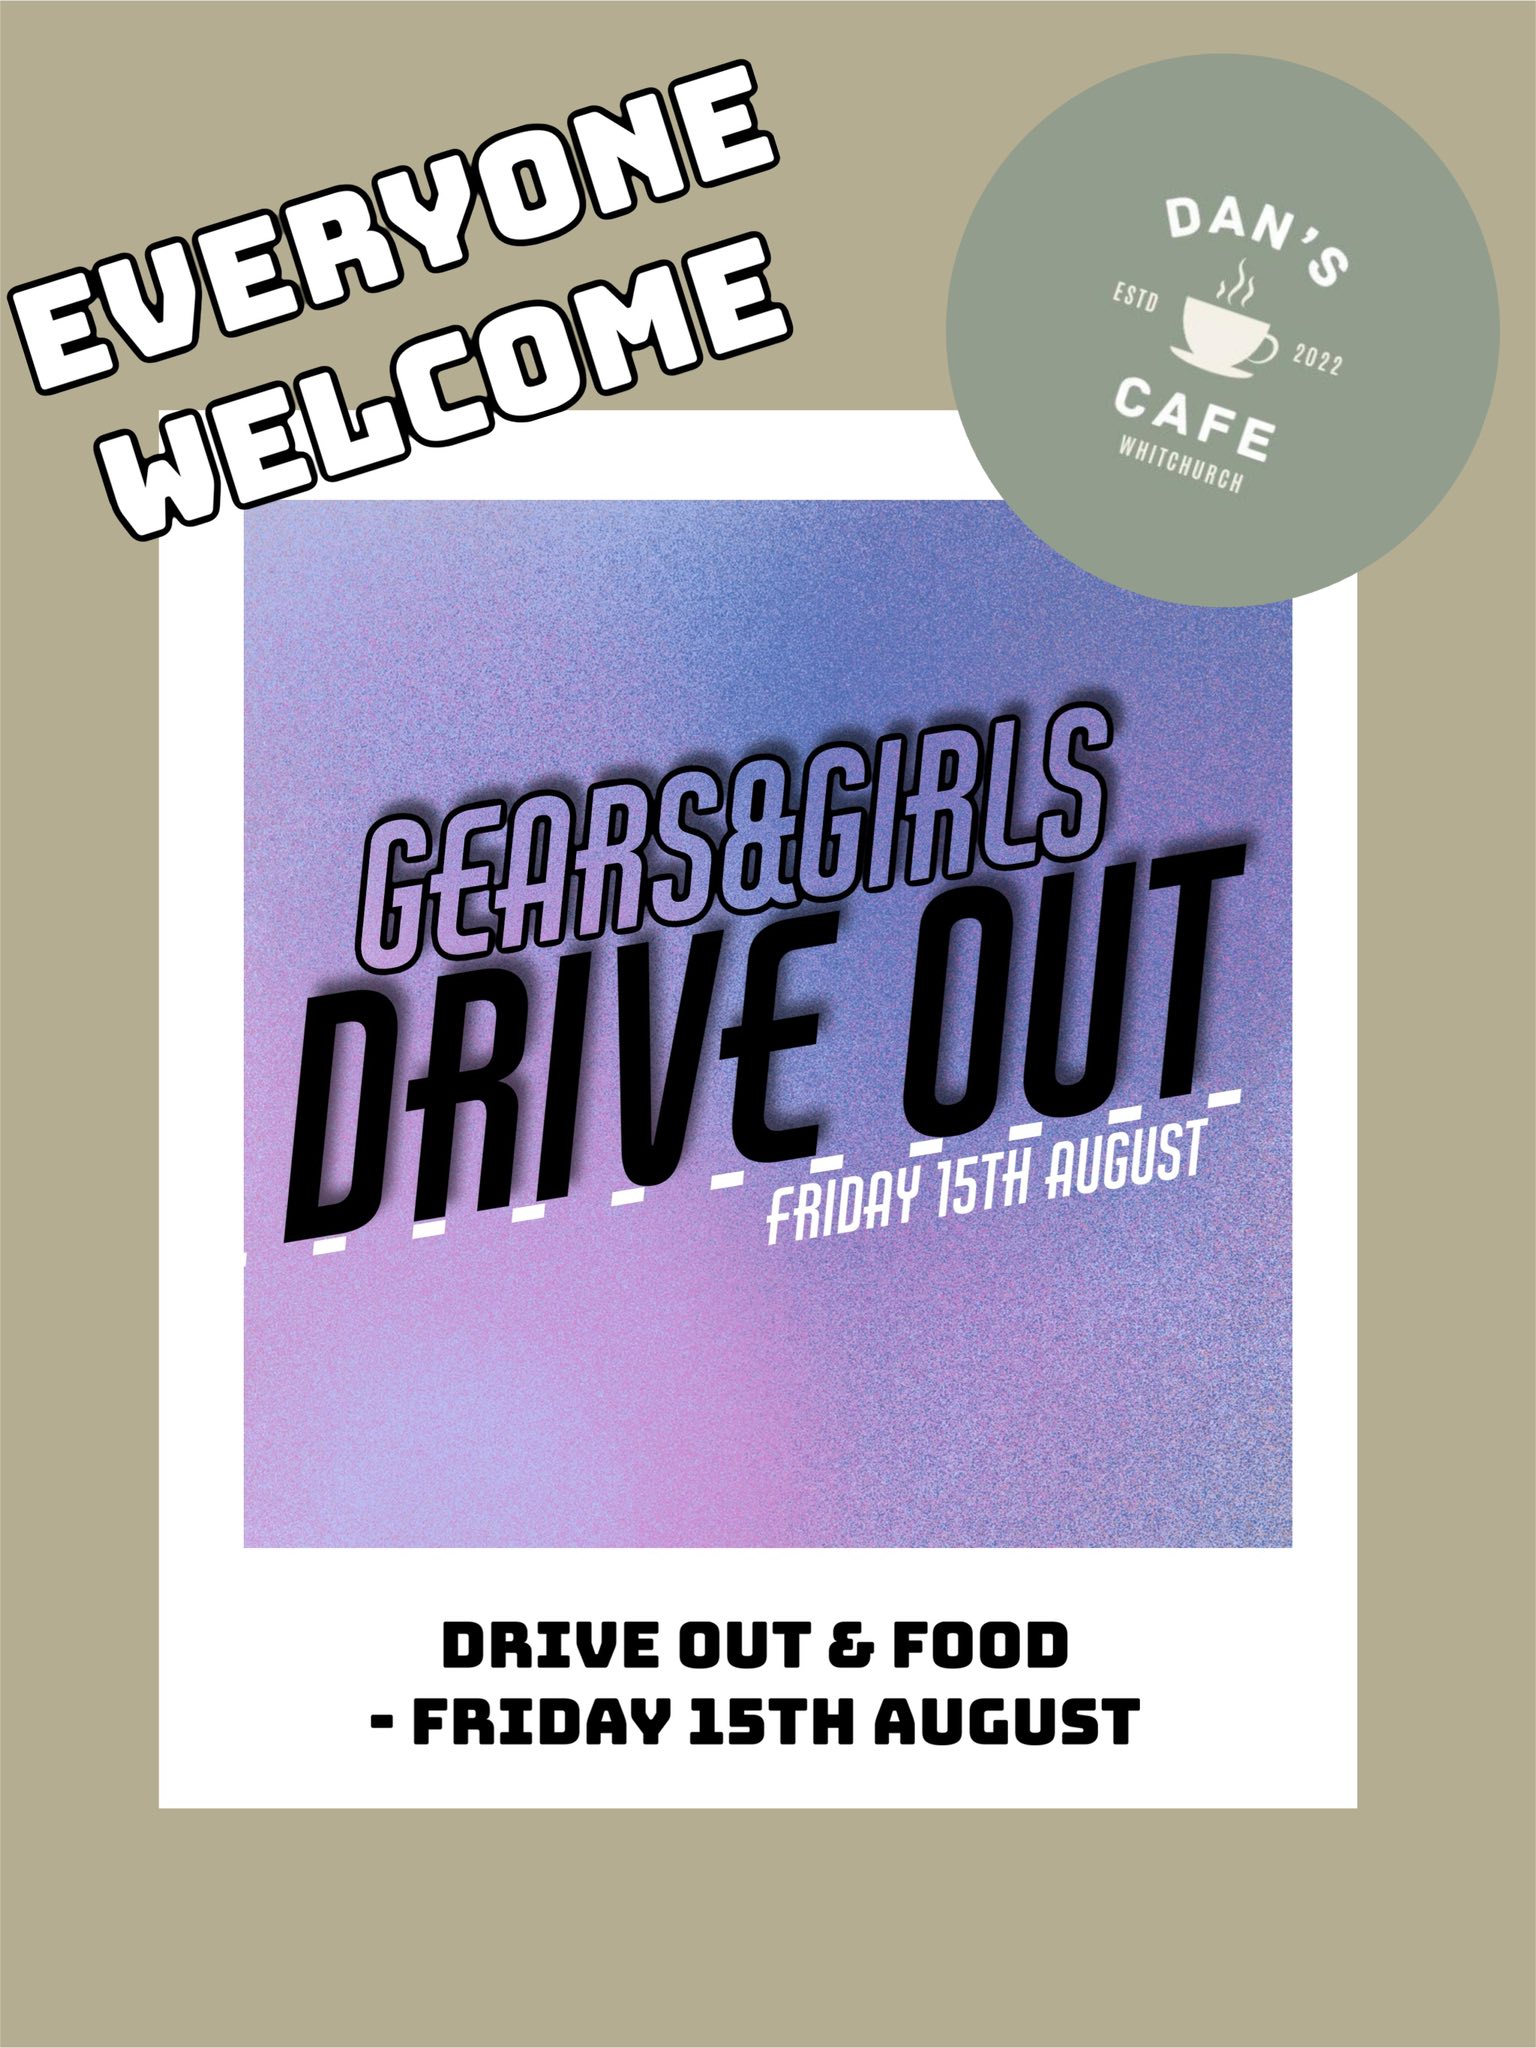 EVERYONE
WELCOME
DAN'S
ESTD
2022
CAFE
WHITCHURCH
GEARS&GIRLS
DRIVE OUT
FRIDAY 15TH AUGUST
DRIVE OUT & FOOD
- FRIDAY 15TH AUGUST